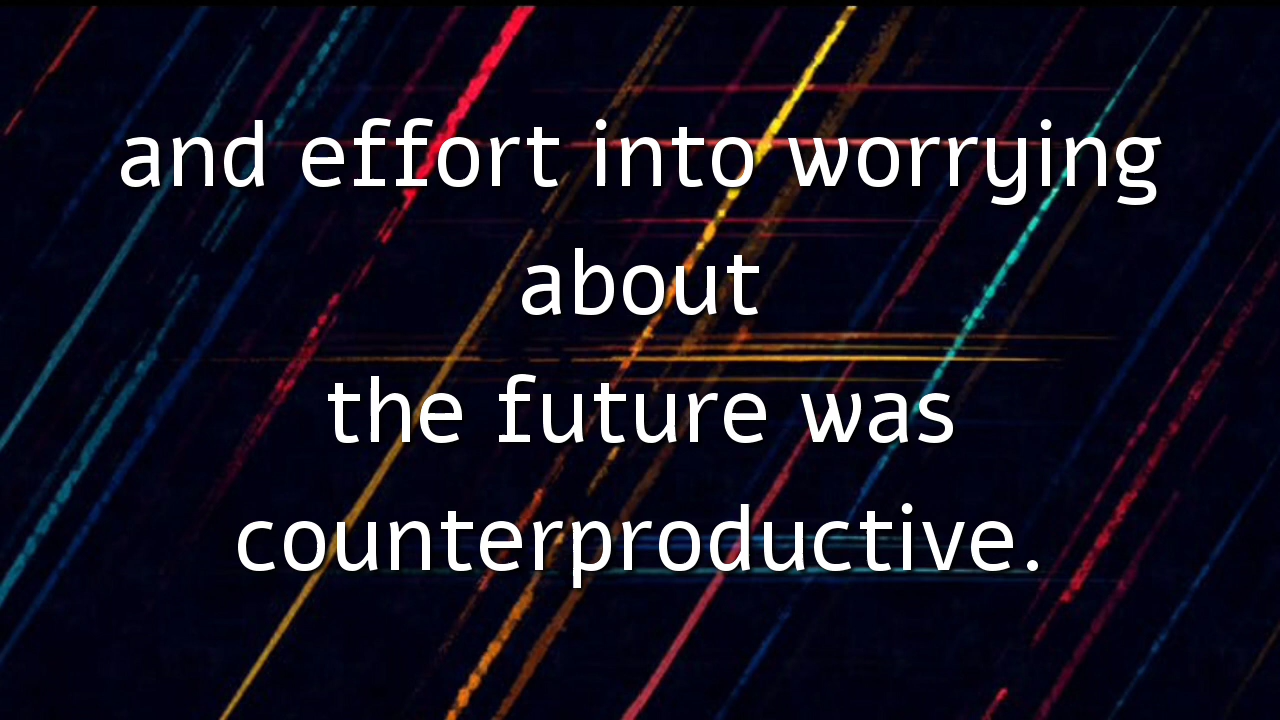 and effort into worrying
about
the future was
counterproductive.